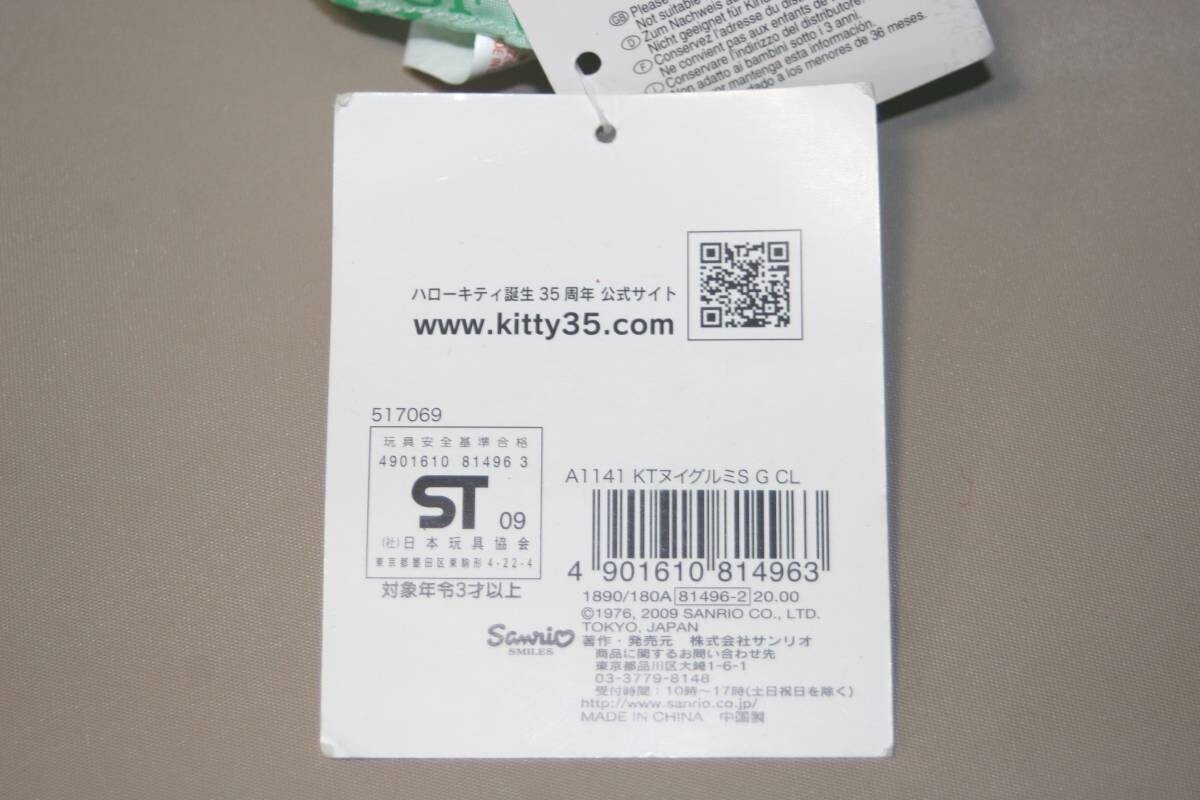 Please
Not suitable
Zum Nachweis
Nicht geeignet für
Conservez l'adresse du
Ne convient pas aux enfants de
Conservare l'indirizzo del distributore.
Non adatto ai bambini sotto i 3 anni.
mantenga esta información.
a los menores de 36 meses.
ハローキティ誕生 35 周年 公式サイト
www.kitty35.com
517069
玩具安全基準合格
4901610 81496 3
ST 09
(社)日本玩具協会
東京都墨田区東駒形4-22-4
対象年令3才以上
A1141 KTヌイグルミS G CL
4 901610 814963
1890/180A 81496-2 20.00
©1976, 2009 SANRIO CO., LTD.
TOKYO, JAPAN
Sanrio
SMILES
著作・発売元 株式会社サンリオ
商品に関するお問い合わせ先
東京都品川区大崎1-6-1
03-3779-8148
受付時間：10時～17時(土日祝日を除く)
http://www.sanrio.co.jp/
MADE IN CHINA 中国製